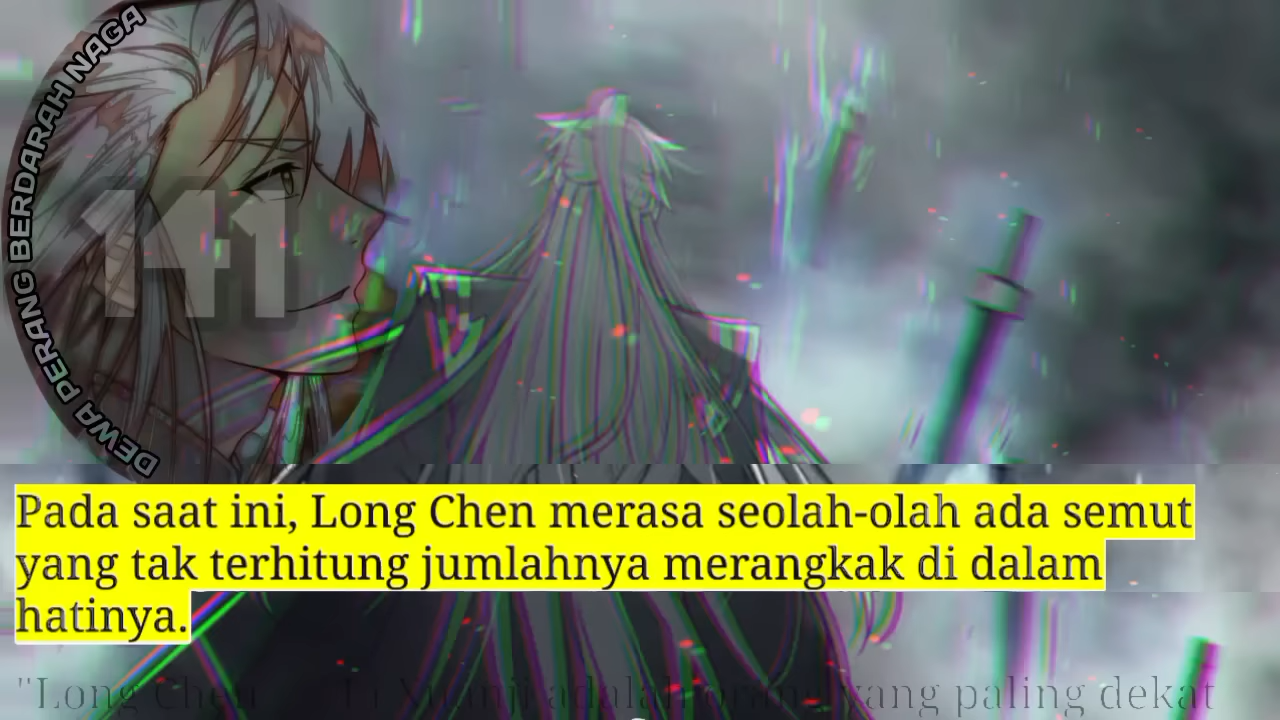 DEWA PERANG BERDARAH NAGA
141
Pada saat ini, Long Chen merasa seolah-olah ada semut
yang tak terhitung jumlahnya merangkak di dalam
hatinya.
"Long Chen adalah yang paling dekat